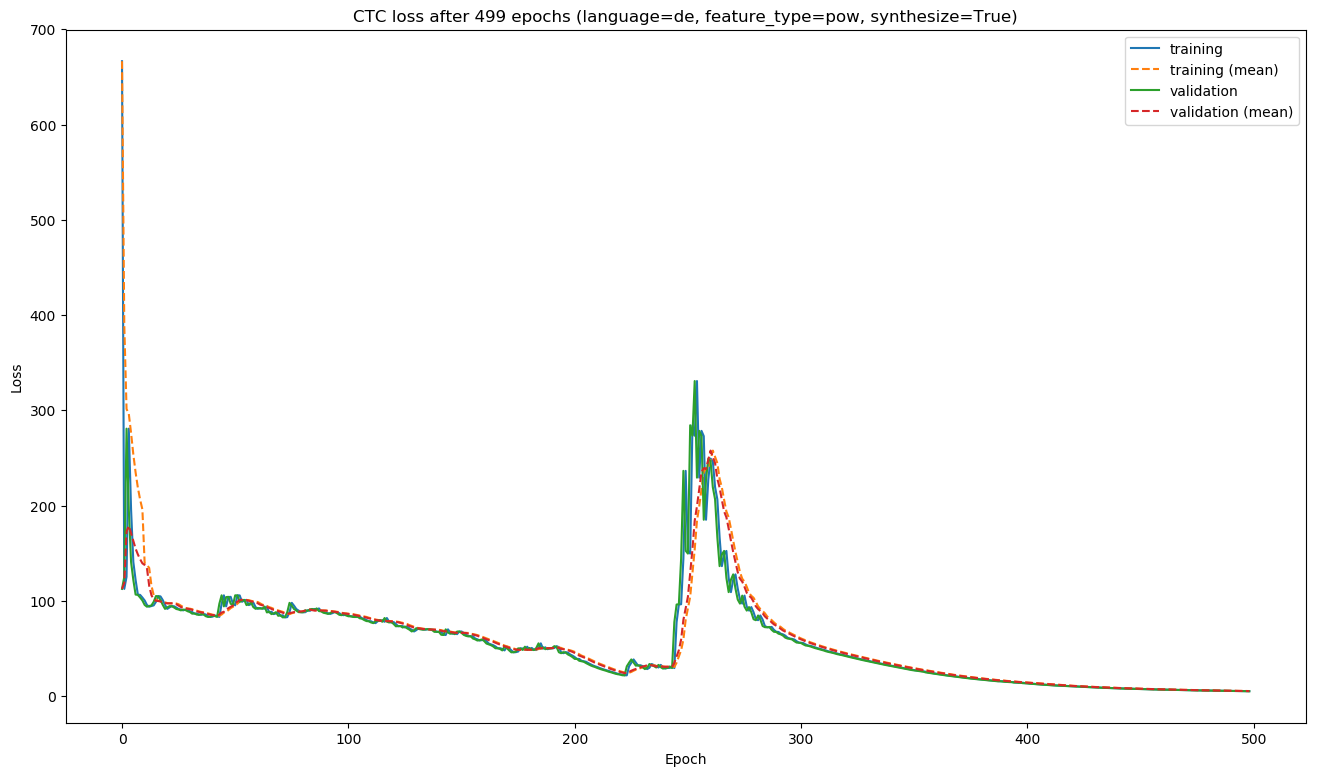 CTC loss after 499 epochs (language=de, feature_type=pow, synthesize=True)
700
600
500
400
300
200
100
0
Loss
training
training (mean)
validation
validation (mean)
0 100 200 300 400 500
Epoch